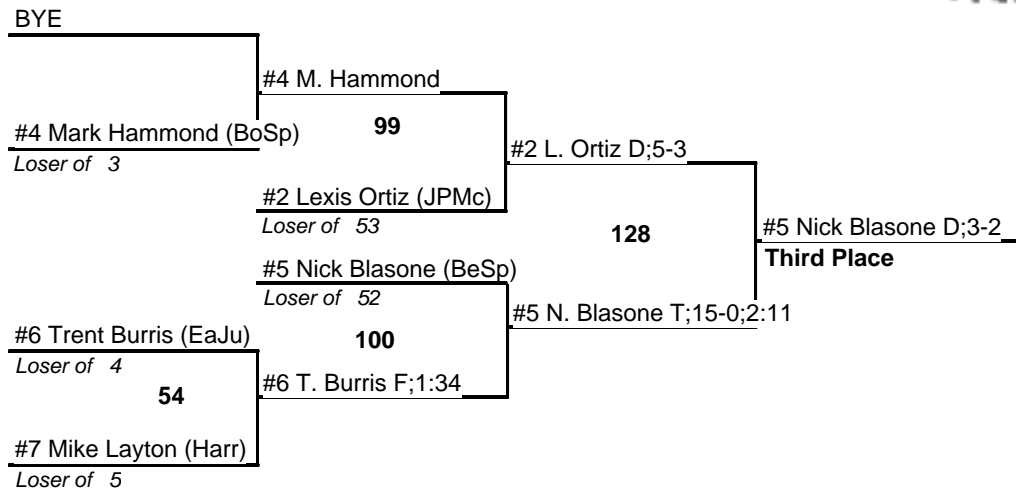 BYE
#4 M. Hammond
99
#4 Mark Hammond (BoSp)
Loser of 3
#2 L. Ortiz D;5-3
#2 Lexis Ortiz (JPMc)
Loser of 53
128
#5 Nick Blasone D;3-2
Third Place
#5 Nick Blasone (BeSp)
Loser of 52
#5 N. Blasone T;15-0;2:11
#6 Trent Burris (EaJu)
Loser of 4
100
54
#6 T. Burris F;1:34
#7 Mike Layton (Harr)
Loser of 5